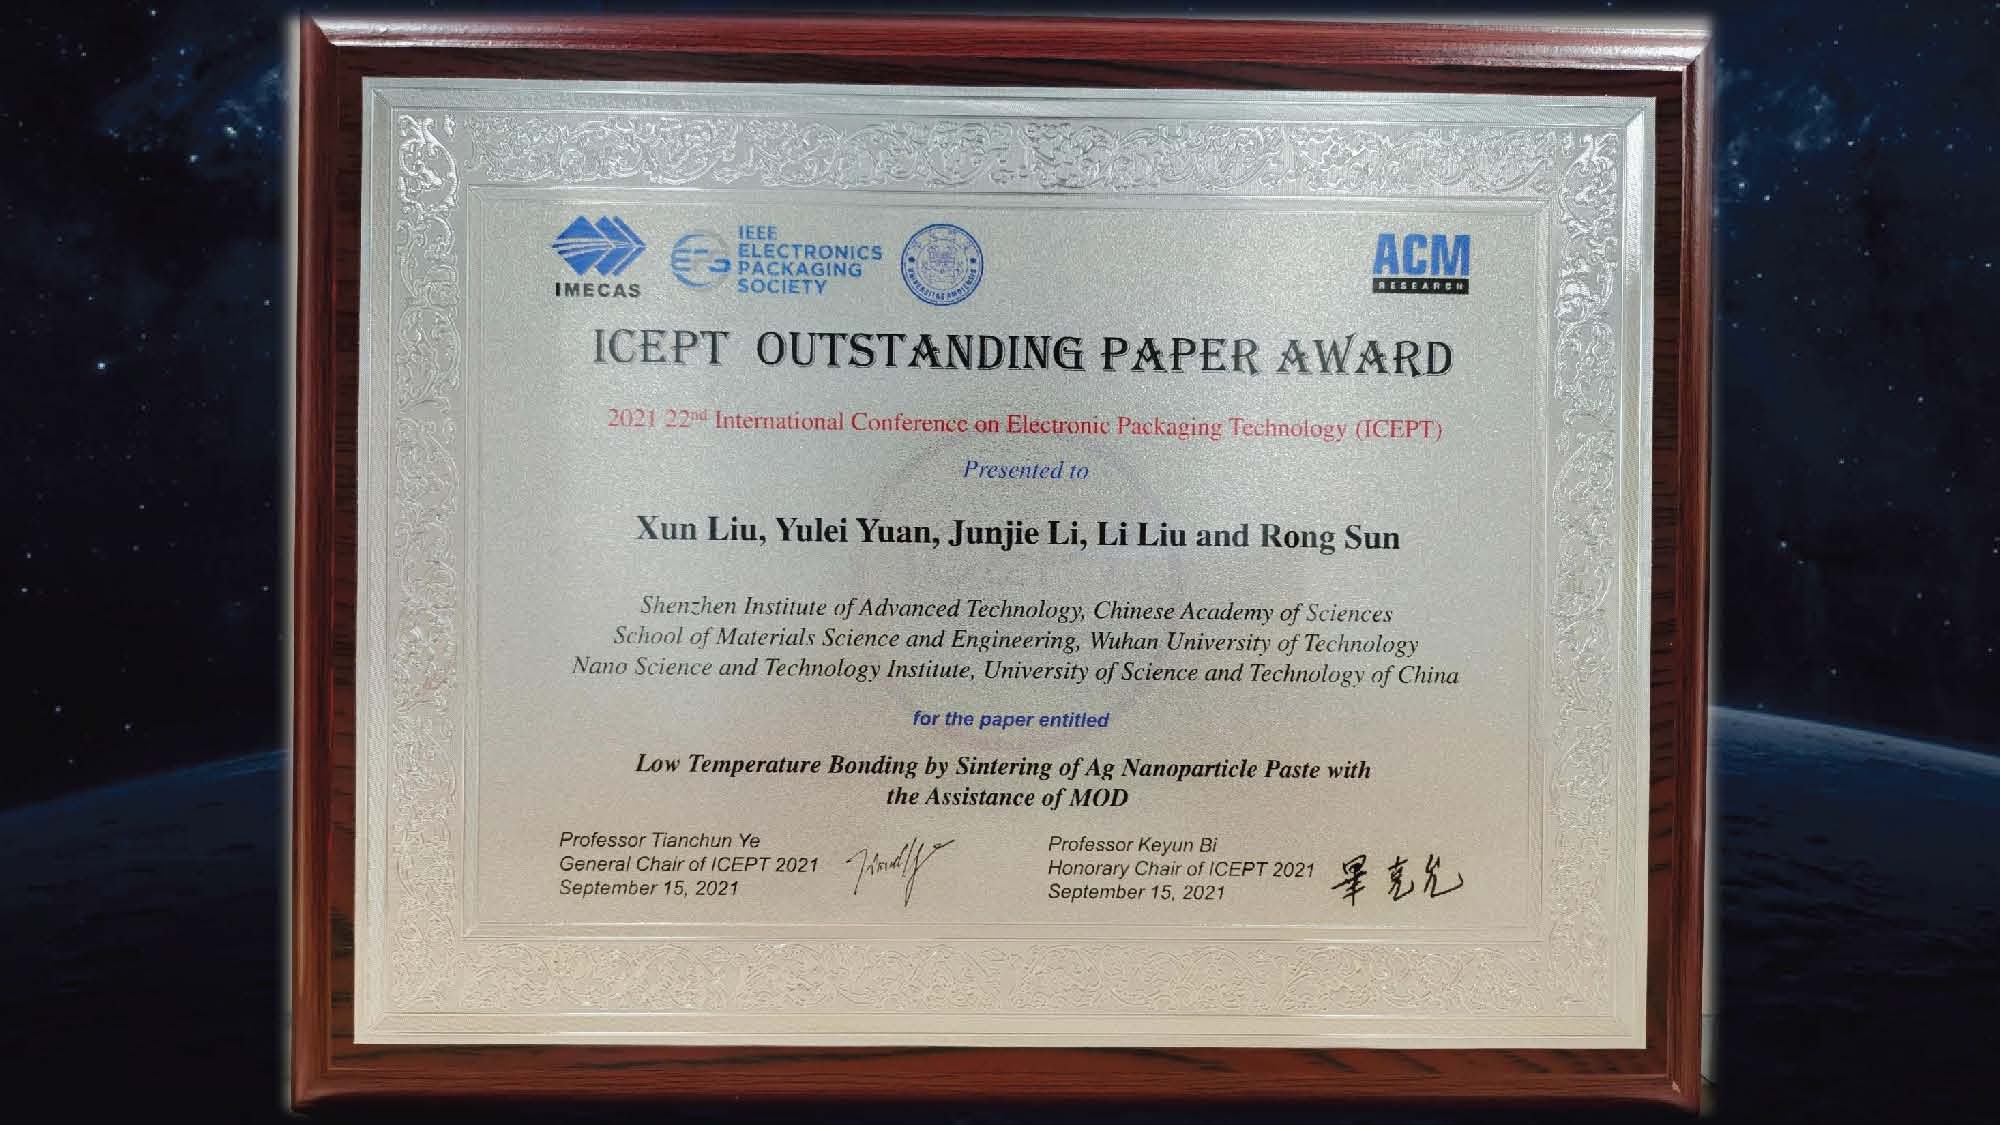 IMECAS
IEEE
ELECTRONICS
PACKAGING
SOCIETY
ACM
RESEARCH
ICEPT OUTSTANDING PAPER AWARD
2021 22nd International Conference on Electronic Packaging Technology (ICEPT)
Presented to
Xun Liu, Yulei Yuan, Junjie Li, Li Liu and Rong Sun
Shenzhen Institute of Advanced Technology, Chinese Academy of Sciences
School of Materials Science and Engineering, Wuhan University of Technology
Nano Science and Technology Institute, University of Science and Technology of China
for the paper entitled
Low Temperature Bonding by Sintering of Ag Nanoparticle Paste with
the Assistance of MOD
Professor Tianchun Ye
General Chair of ICEPT 2021
September 15, 2021
Professor Keyun Bi
Honorary Chair of ICEPT 2021
September 15, 2021
畢克允